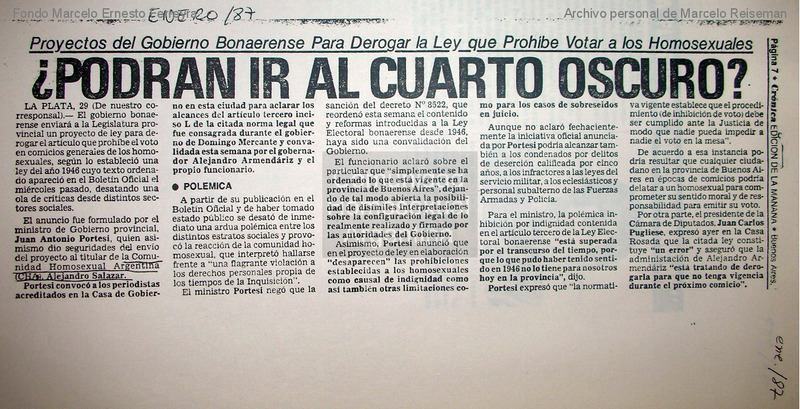 Fondo Marcelo Ernesto Ferreyra
Archivo personal de Marcelo Reiseman
ENERO/87
Proyectos del Gobierno Bonaerense Para Derogar la Ley que Prohibe Votar a los Homosexuales
¿PODRAN IR AL CUARTO OSCURO?
LA PLATA, 29 (De nuestro co-
rresponsal).— El gobierno bonae-
rense enviará a la Legislatura pro-
vincial un proyecto de ley para de-
rogar el artículo que prohíbe el voto
en comicios generales de los homo-
sexuales, según lo estableció una
ley del año 1946 cuyo texto ordena-
do apareció en el Boletín Oficial el
miércoles pasado, desatando una
ola de críticas desde distintos sec-
tores sociales.
El anuncio fue formulado por el
ministro de Gobierno provincial,
Juan Antonio Portesi, quien asi-
mismo dio seguridades del envío
del proyecto al titular de la Comu-
nidad Homosexual Argentina
(CHA), Alejandro Salazar.
Portesi convocó a los periodistas
acreditados en la Casa de Gobier-
no en esta ciudad para aclarar los
alcances del artículo tercero inci-
so L de la citada norma legal que
fue consagrada durante el gobier-
no de Domingo Mercante y conva-
lidada esta semana por el goberna-
dor Alejandro Armendáriz y el
propio funcionario.
● POLEMICA
A partir de su publicación en el
Boletín Oficial y de haber tomado
estado público se desató de inme-
diato una ardua polémica entre los
distintos estratos sociales y provo-
có la reacción de la comunidad ho-
mosexual, que interpretó hallarse
frente a "una flagrante violación a
los derechos personales propia de
los tiempos de la Inquisición".
El ministro Portesi negó que la
sanción del decreto Nº 8522, que
reordenó esta semana el contenido
y reformas introducidas a la Ley
Electoral bonaerense desde 1946,
haya sido una convalidación del
Gobierno.
El funcionario aclaró sobre el
particular que "simplemente se ha
ordenado lo que está vigente en la
provincia de Buenos Aires", dejan-
do de tal modo abierta la posibili-
dad de disímiles interpretaciones
sobre la configuración legal de lo
realmente realizado y firmado por
las autoridades del Gobierno.
Asimismo, Portesi anunció que
en el proyecto de ley en elaboración
"desaparecen" las prohibiciones
establecidas a los homosexuales
como causal de indignidad como
así también otras limitaciones co-
mo para los casos de sobreseídos
en juicio.
Aunque no aclaró fechacientemente
la iniciativa oficial anuncia-
da por Portesi podría alcanzar tam-
bién a los condenados por delitos
de deserción calificada por cinco
años, a los infractores a las leyes
del servicio militar, a los eclesiásticos y
personal subalterno de las Fuerzas
Armadas y Policía.
Para el ministro, la polémica in-
hibición por dignidad contenida
en el artículo tercero de la Ley Elec-
toral bonaerense "está superada
por el transcurso del tiempo, por-
que lo que pudo haber tenido sentido
en 1946 no lo tiene para nosotros
hoy en la provincia", dijo.
Portesi expresó que "la normati-
va vigente establece que el procedi-
miento (de inhibición de voto) debe
ser cumplido ante la Justicia de
modo que nadie pueda impedir a
nadie el voto en la mesa".
De acuerdo a esa instancia po-
dría resultar que cualquier ciudada-
no en la provincia de Buenos Ai-
res en épocas de comicios podría
delatar a un homosexual para com-
prometer su sentido moral y de res-
ponsabilidad para emitir su voto.
Por otra parte, el presidente de la
Cámara de Diputados, Juan Carlos
Pugliese, expresó ayer en la Casa
Rosada que la citada ley consti-
tuye "un error" y aseguró que la
administación de Alejandro Ar-
mendáriz "está tratando de dero-
garla para que no tenga vigencia
durante el próximo comicio".
Página 7 ★ Crónica EDICION DE LA MAÑANA ★ Buenos Aires,
ene./87